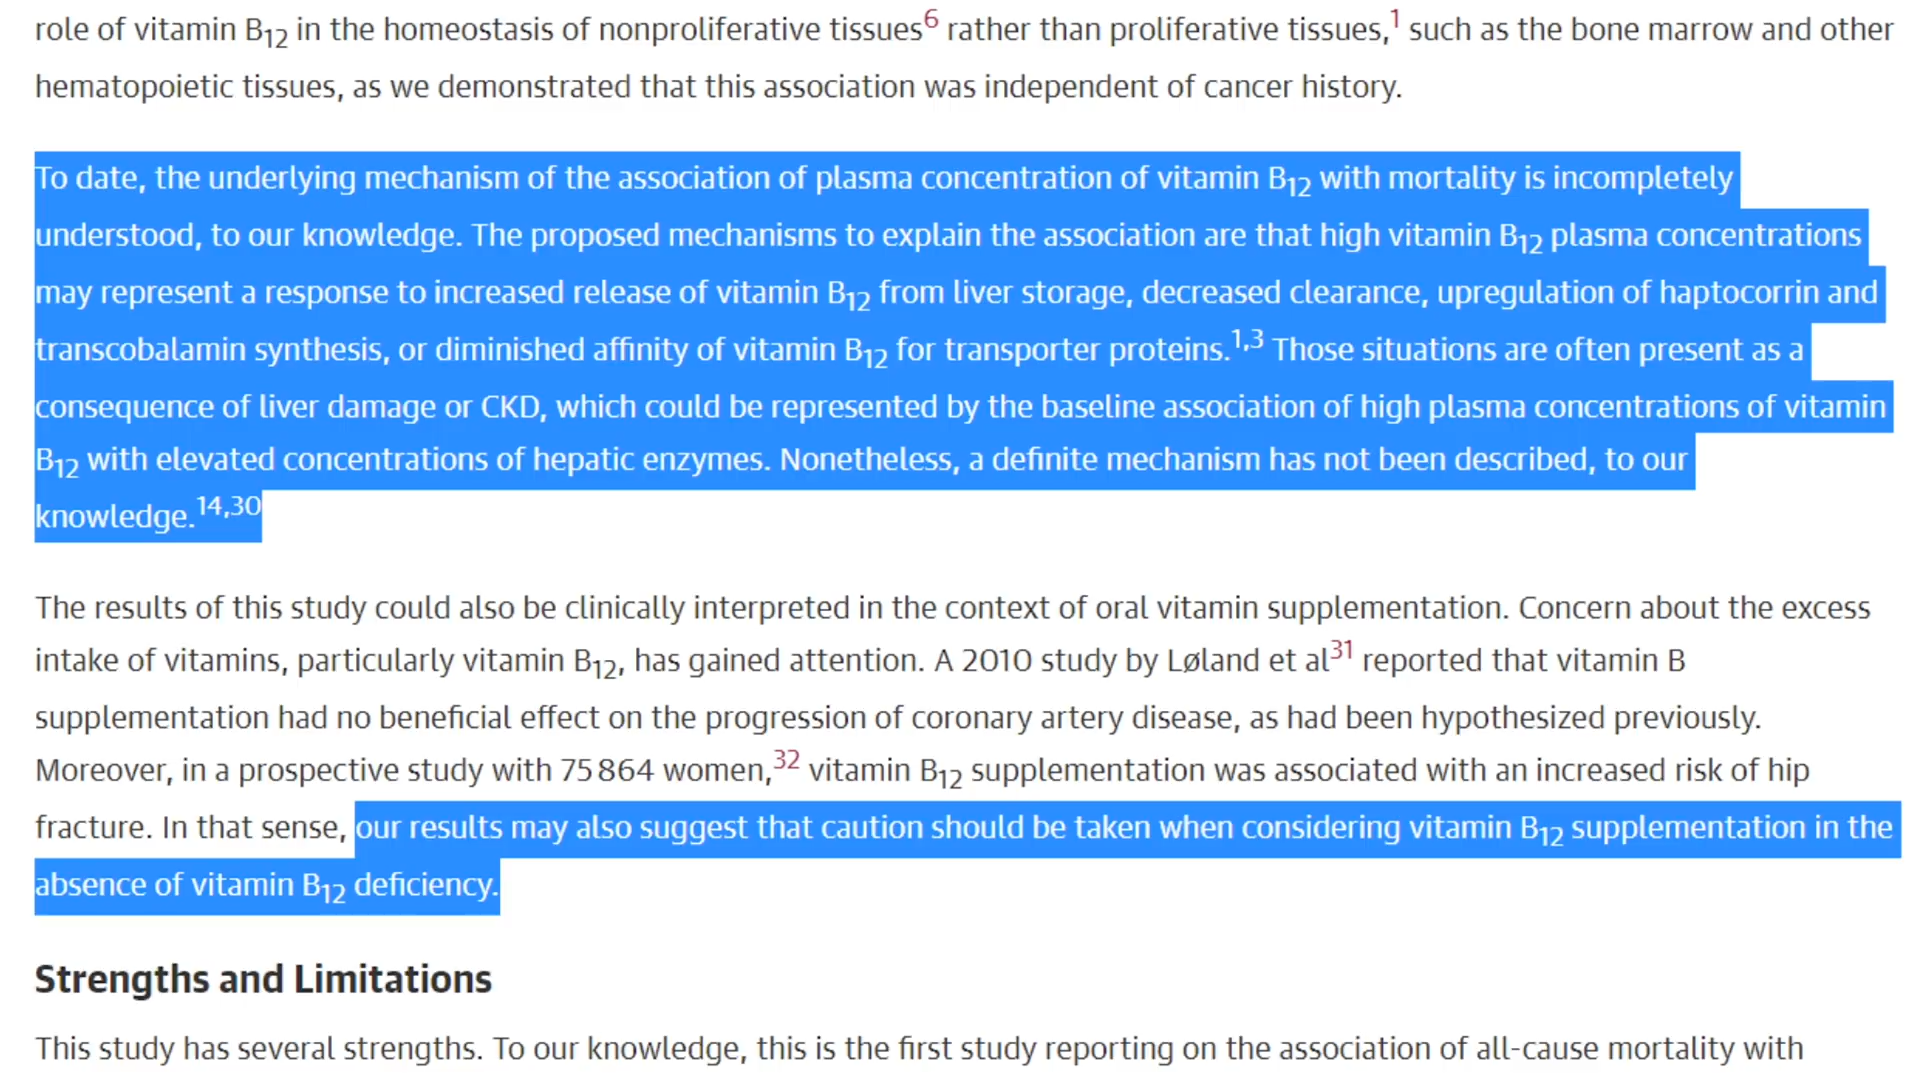 role of vitamin B12 in the homeostasis of nonproliferative tissues6 rather than proliferative tissues,1 such as the bone marrow and other
hematopoietic tissues, as we demonstrated that this association was independent of cancer history.
To date, the underlying mechanism of the association of plasma concentration of vitamin B12 with mortality is incompletely
understood, to our knowledge. The proposed mechanisms to explain the association are that high vitamin B12 plasma concentrations
may represent a response to increased release of vitamin B12 from liver storage, decreased clearance, upregulation of haptocorrin and
transcobalamin synthesis, or diminished affinity of vitamin B12 for transporter proteins.1,3 Those situations are often present as a
consequence of liver damage or CKD, which could be represented by the baseline association of high plasma concentrations of vitamin
B12 with elevated concentrations of hepatic enzymes. Nonetheless, a definite mechanism has not been described, to our
knowledge.14,30
The results of this study could also be clinically interpreted in the context of oral vitamin supplementation. Concern about the excess
intake of vitamins, particularly vitamin B12, has gained attention. A 2010 study by Løland et al31 reported that vitamin B
supplementation had no beneficial effect on the progression of coronary artery disease, as had been hypothesized previously.
Moreover, in a prospective study with 75 864 women,32 vitamin B12 supplementation was associated with an increased risk of hip
fracture. In that sense, our results may also suggest that caution should be taken when considering vitamin B12 supplementation in the
absence of vitamin B12 deficiency.
Strengths and Limitations
This study has several strengths. To our knowledge, this is the first study reporting on the association of all-cause mortality with